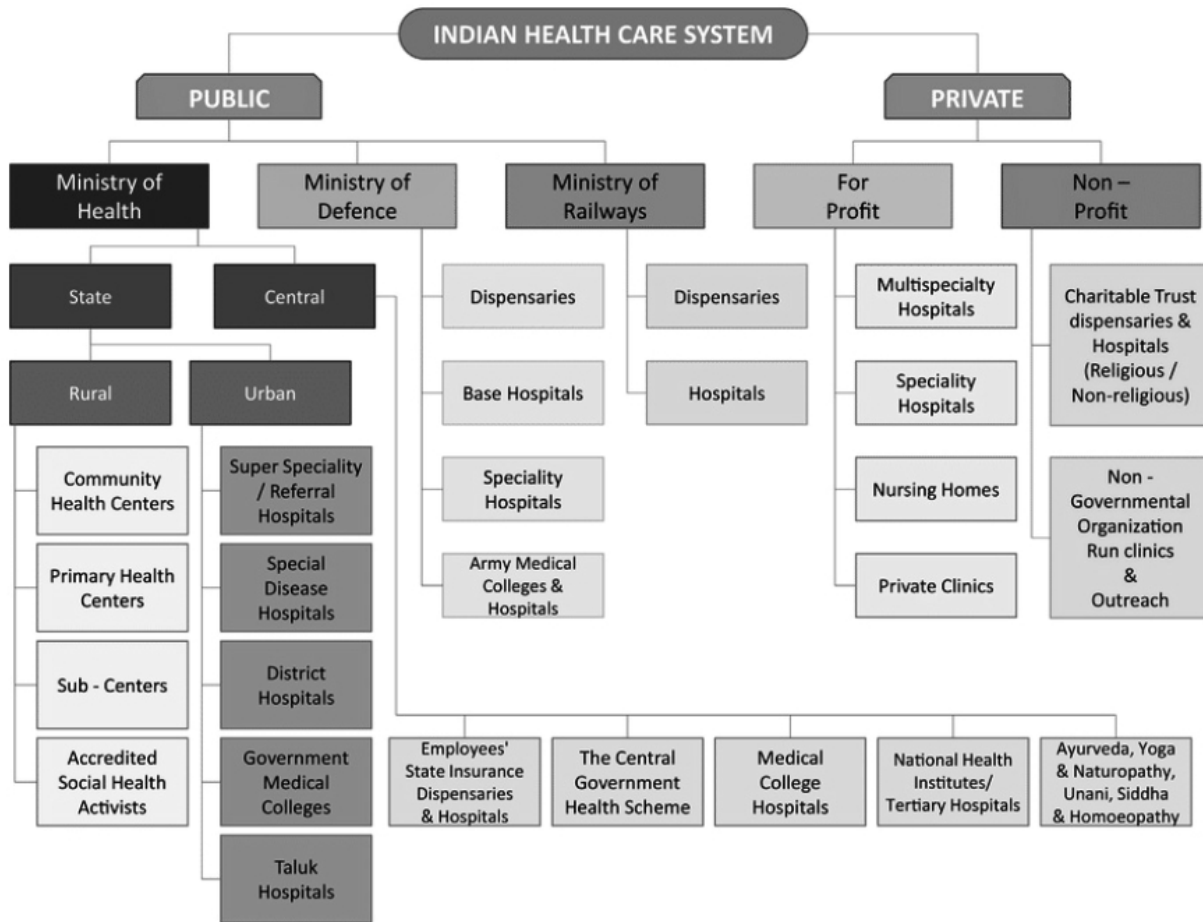 INDIAN HEALTH CARE SYSTEM
PUBLIC
PRIVATE
Ministry of
Health
Ministry of
Defence
Ministry of
Railways
For
Profit
Non –
Profit
State
Central
Rural
Urban
Community
Health Centers
Primary Health
Centers
Sub - Centers
Accredited
Social Health
Activists
Super Speciality
/ Referral
Hospitals
Special
Disease
Hospitals
District
Hospitals
Government
Medical
Colleges
Taluk
Hospitals
Dispensaries
Base Hospitals
Speciality
Hospitals
Army Medical
Colleges &
Hospitals
Dispensaries
Hospitals
Multispecialty
Hospitals
Speciality
Hospitals
Nursing Homes
Private Clinics
Charitable Trust
dispensaries &
Hospitals
(Religious /
Non-religious)
Non -
Governmental
Organization
Run clinics
&
Outreach
Employees'
State Insurance
Dispensaries
& Hospitals
The Central
Government
Health Scheme
Medical
College
Hospitals
National Health
Institutes/
Tertiary Hospitals
Ayurveda, Yoga
& Naturopathy,
Unani, Siddha
& Homoeopathy